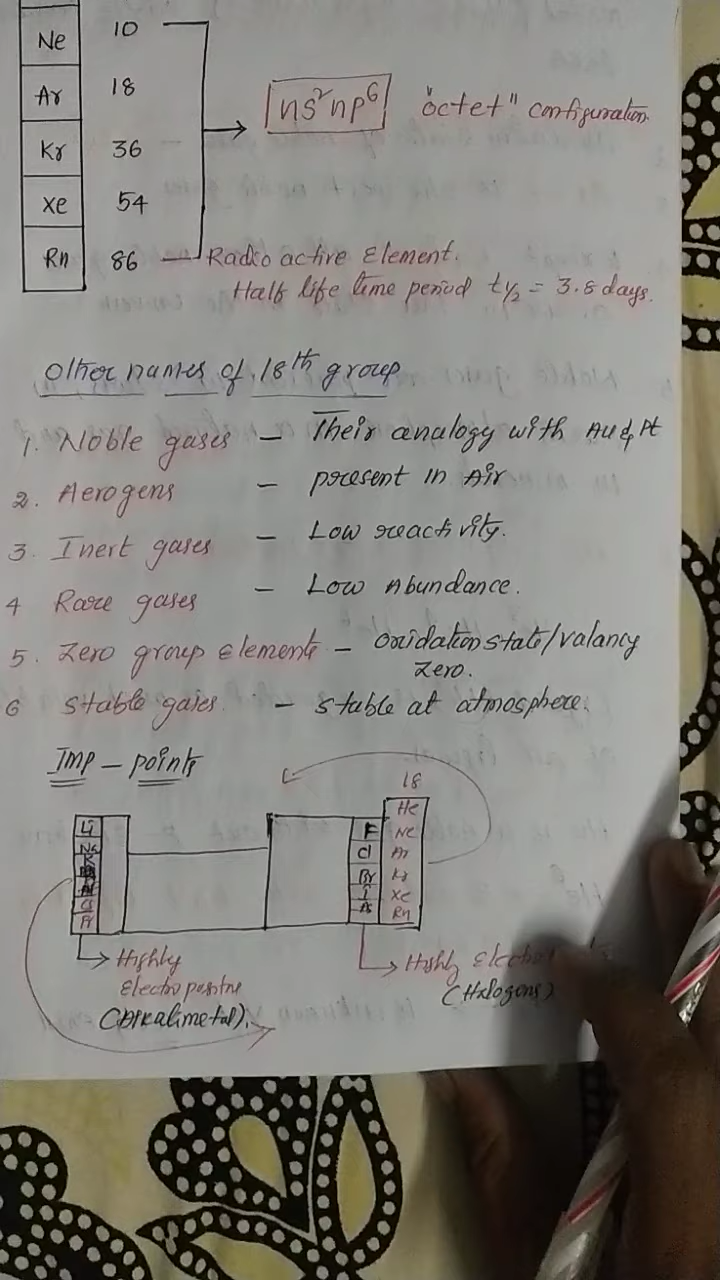 Ne 10
Ar 18
Kr 36
Xe 54
Rn 86 — Radio active Element.
ns²np⁶ "octet" configuration.
Half life time period t½ = 3.8 days.
Other names of 18th group
1. Noble gases — Their analogy with Au & Pt
2. Aerogens — present in Air
3. Inert gases — Low reactivity.
4 Rare gases — Low Abundance.
5. Zero group Elements — oxidation state/valancy
Zero.
6 Stable gases. — stable at atmosphere.
IMP — points
18
He
Li F Ne
Na Cl Ar
K Br Kr
I Xe
Cs As Rn
Fr
Highly
Electropositive
(Alkalimetal).
Highly
(Halogens)